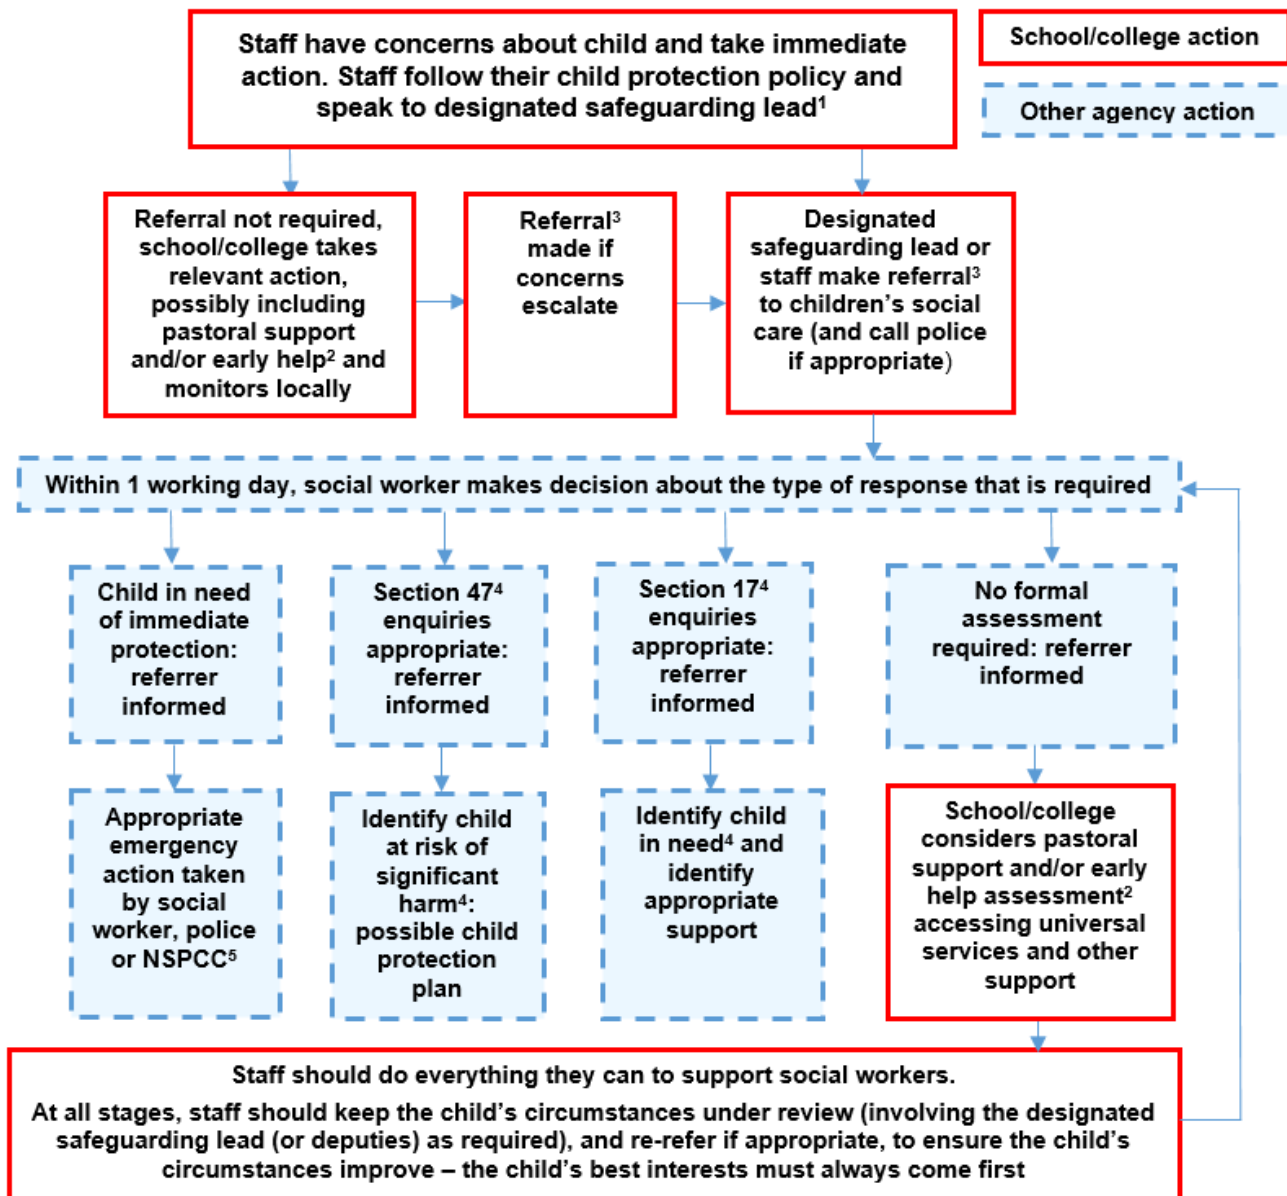 Staff have concerns about child and take immediate
action. Staff follow their child protection policy and
speak to designated safeguarding lead¹
School/college action
Other agency action
Referral not required,
school/college takes
relevant action,
possibly including
pastoral support
and/or early help² and
monitors locally
Referral³
made if
concerns
escalate
Designated
safeguarding lead or
staff make referral³
to children’s social
care (and call police
if appropriate)
Within 1 working day, social worker makes decision about the type of response that is required
Child in need
of immediate
protection:
referrer
informed
Section 47⁴
enquiries
appropriate:
referrer
informed
Section 17⁴
enquiries
appropriate:
referrer
informed
No formal
assessment
required: referrer
informed
Appropriate
emergency
action taken
by social
worker, police
or NSPCC⁵
Identify child
at risk of
significant
harm⁴:
possible child
protection
plan
Identify child
in need⁴ and
identify
appropriate
support
School/college
considers pastoral
support and/or early
help assessment²
accessing universal
services and other
support
Staff should do everything they can to support social workers.
At all stages, staff should keep the child’s circumstances under review (involving the designated
safeguarding lead (or deputies) as required), and re-refer if appropriate, to ensure the child’s
circumstances improve – the child’s best interests must always come first